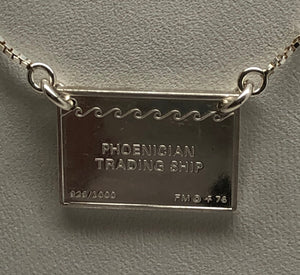 PHOENICIAN
TRADING SHIP
925/1000 FM 76